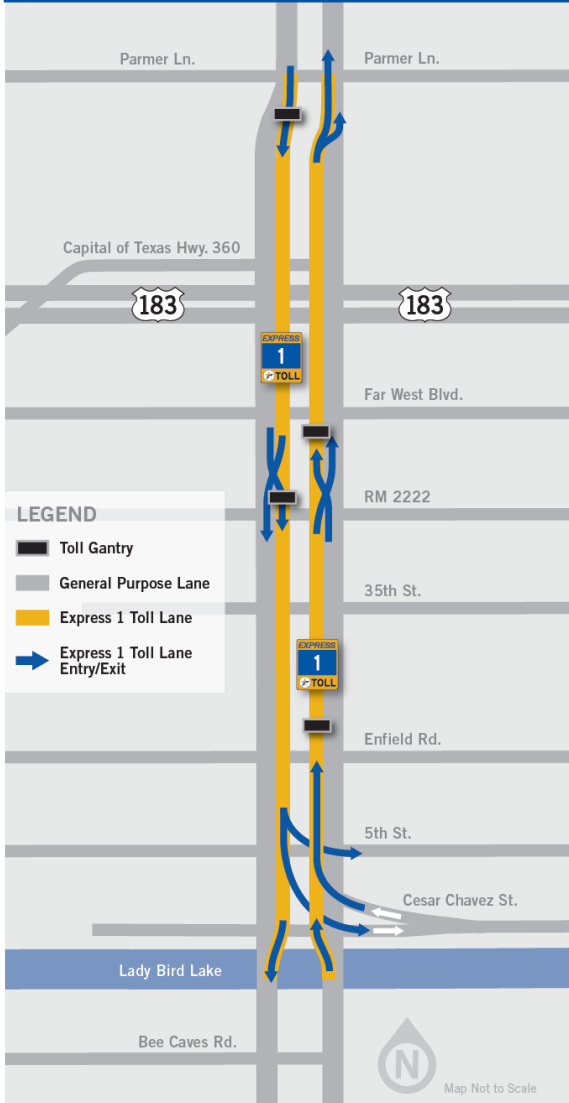 Parmer Ln.
Parmer Ln.
Capital of Texas Hwy. 360
183
183
EXPRESS
1
TOLL
Far West Blvd.
RM 2222
LEGEND
Toll Gantry
General Purpose Lane
Express 1 Toll Lane
Express 1 Toll Lane
Entry/Exit
35th St.
EXPRESS
1
TOLL
Enfield Rd.
5th St.
Cesar Chavez St.
Lady Bird Lake
Bee Caves Rd.
N
Map Not to Scale